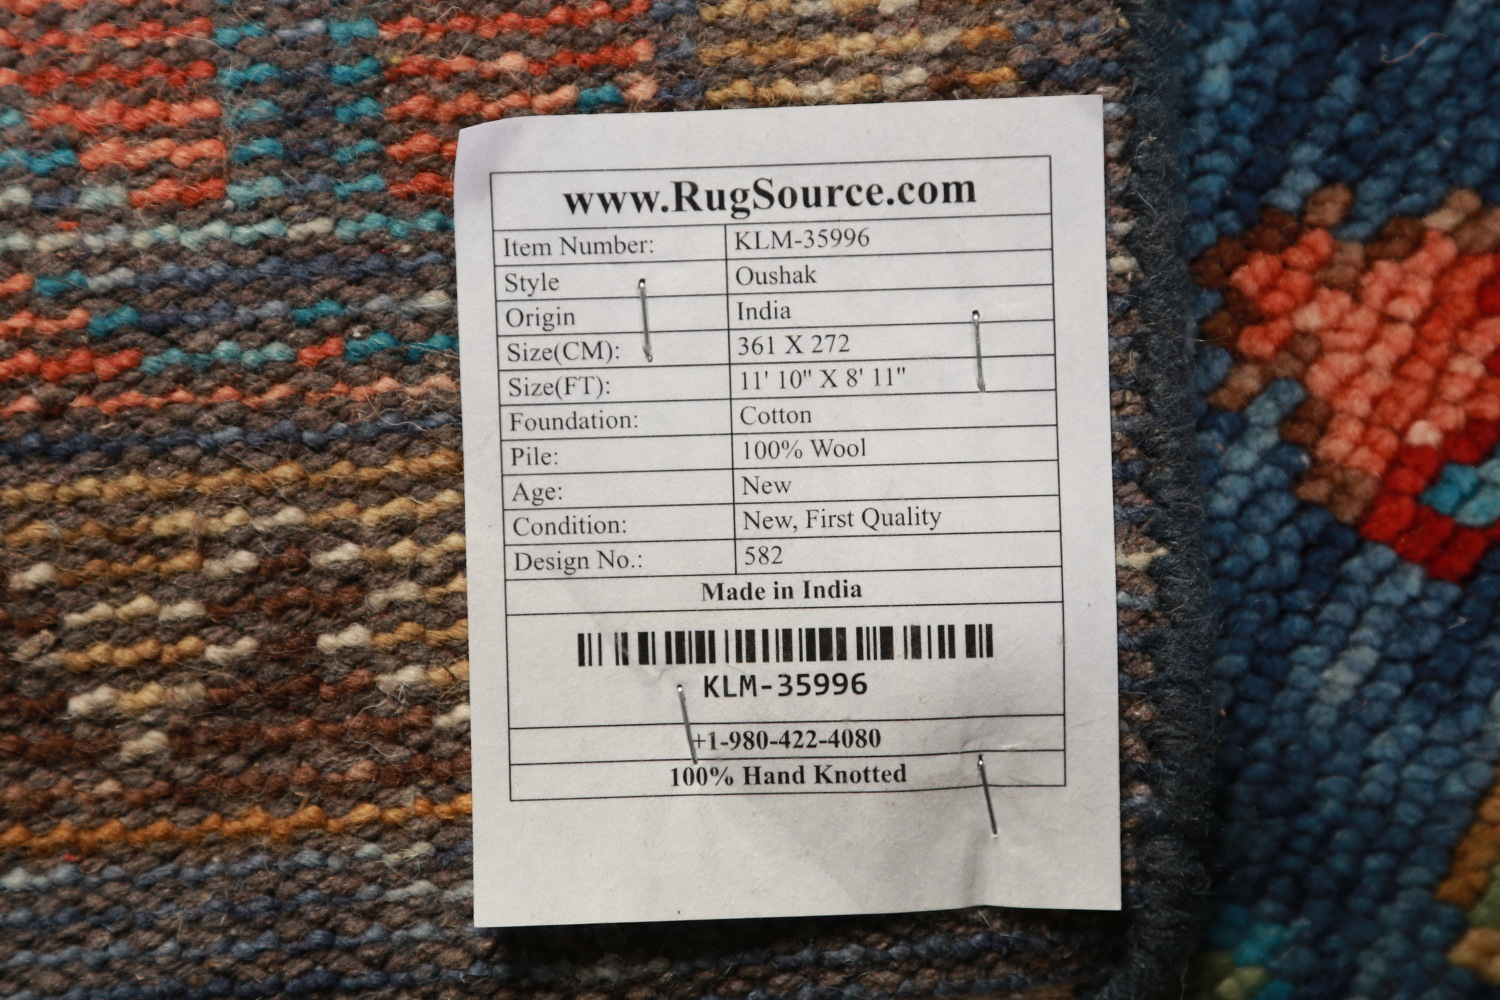 www.RugSource.com
Item Number: KLM-35996
Style Oushak
Origin India
Size(CM): 361 X 272
Size(FT): 11' 10" X 8' 11"
Foundation: Cotton
Pile: 100% Wool
Age: New
Condition: New, First Quality
Design No.: 582
Made in India
KLM-35996
+1-980-422-4080
100% Hand Knotted